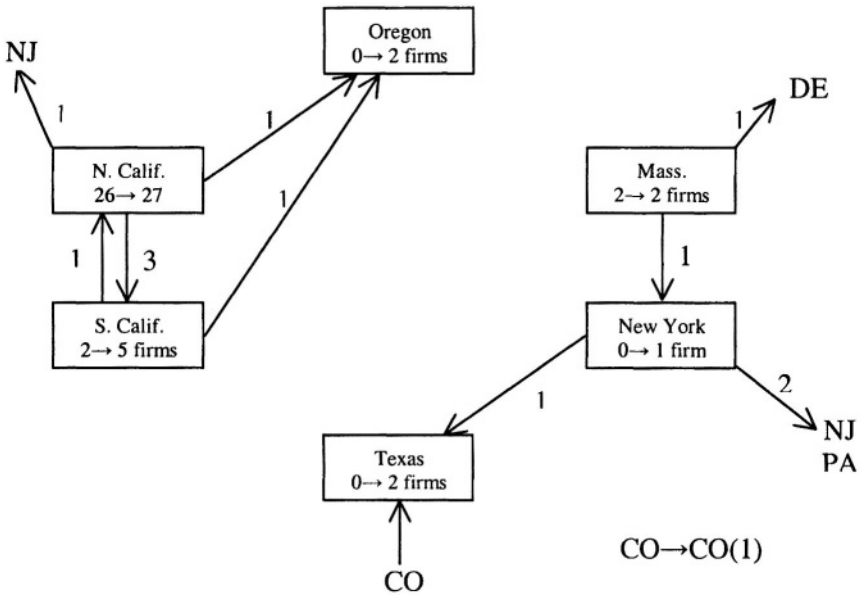 Oregon
0→ 2 firms
NJ
1
1
N. Calif.
26→ 27
1
1
3
S. Calif.
2→ 5 firms
DE
1
Mass.
2→ 2 firms
1
New York
0→ 1 firm
1
2
NJ
PA
Texas
0→ 2 firms
CO
CO→CO(1)